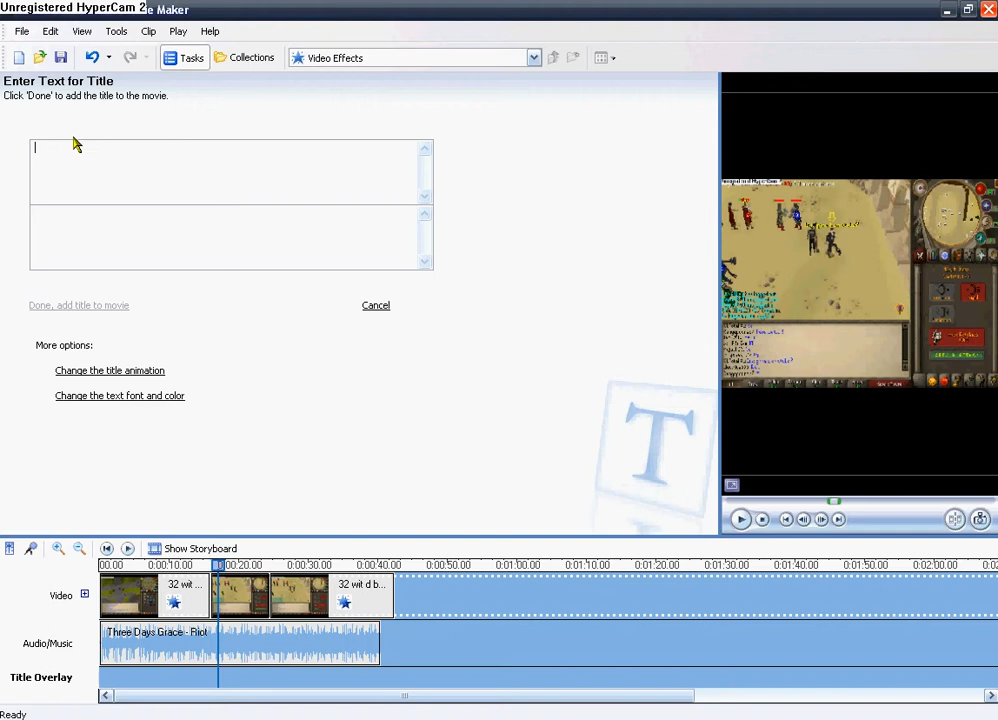 Unregistered HyperCam 2
e Maker
File Edit View Tools Clip Play Help
Tasks Collections Video Effects
Enter Text for Title
Click 'Done' to add the title to the movie.
Done, add title to movie Cancel
More options:
Change the title animation
Change the text font and color
T
Show Storyboard
00.00 0:00:10.00 0:00:20.00 0:00:30.00 0:00:40.00 0:00:50.00 0:01:00.00 0:01:10.00 0:01:20.00 0:01:30.00 0:01:40.00 0:01:50.00 0:02:00.00 0:0
Video 32 wit ... 32 wit d b...
Audio/Music Three Days Grace - Riot
Title Overlay
Ready